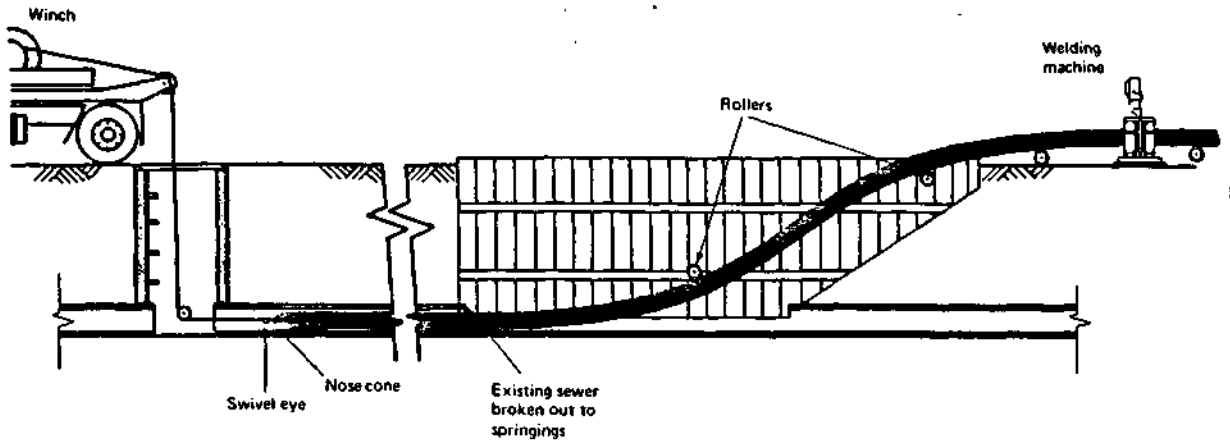 Winch
Welding
machine
Rollers
Nose cone
Swivel eye
Existing sewer
broken out to
springings